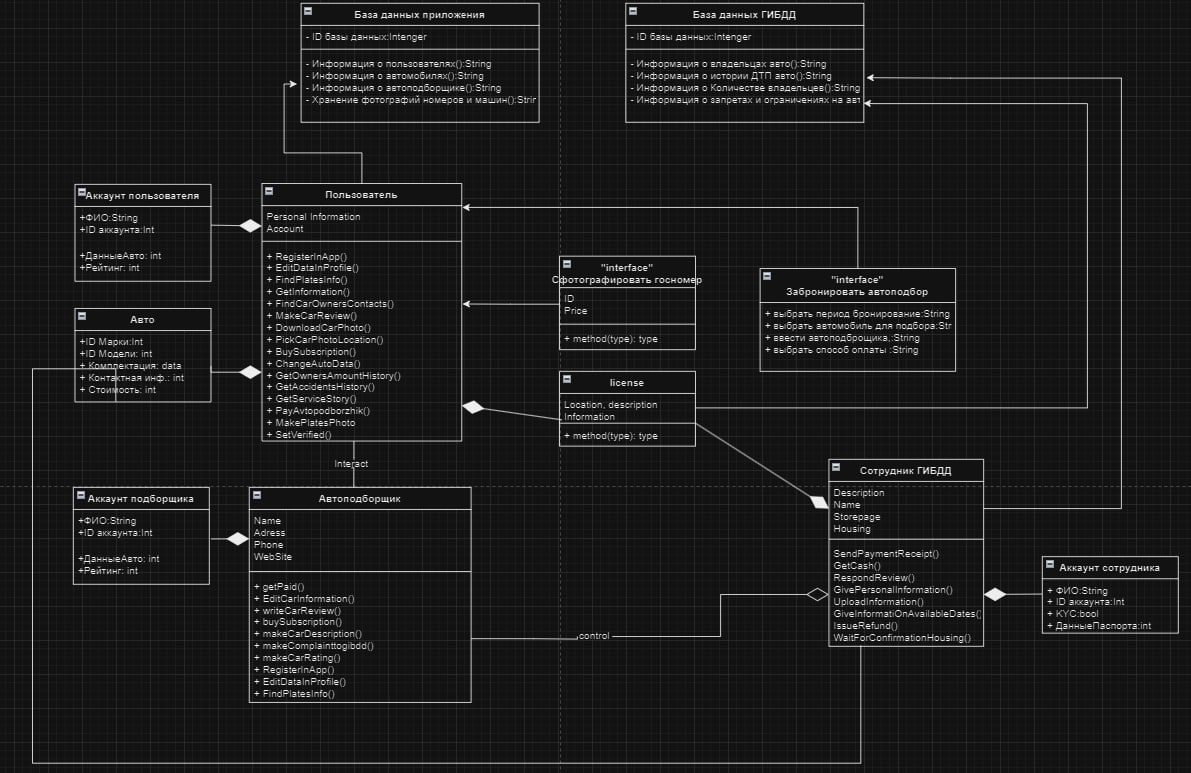 База данных приложения
- ID базы данных:Intenger
- Информация о пользователях():String
- Информация о автомобилях():String
- Информация о автоподборщике():String
- Хранение фотографий номеров и машин():Strin
База данных ГИБДД
- ID базы данных:Intenger
- Информация о владельцах авто():String
- Информация о истории ДТП авто():String
- Информация о Количестве владельцев():String
- Информация о запретах и ограничениях на авт
Аккаунт пользователя
+ФИО:String
+ID аккаунта:Int
+ДанныеАвто: int
+Рейтинг: int
Пользователь
Personal Information
Account
+ RegisterInApp()
+ EditDataInProfile()
+ FindPlatesInfo()
+ GetInformation()
+ FindCarOwnersContacts()
+ MakeCarReview()
+ DownloadCarPhoto()
+ PickCarPhotoLocation()
+ BuySubscription()
+ ChangeAutoData()
+ GetOwnersAmountHistory()
+ GetAccidentsHistory()
+ GetServiceStory()
+ PayAvtopodborzhik()
+ MakePlatesPhoto
+ SetVerified()
"interface"
Сфотографировать госномер
ID
Price
+ method(type): type
"interface"
Забронировать автоподбор
+ выбрать период бронирование:String
+ выбрать автомобиль для подбора:Str
+ ввести автоподброщика,:String
+ выбрать способ оплаты :String
Авто
+ID Марки:Int
+ID Модели: int
+ Комплектация: data
+ Контактная инф.: int
+ Стоимость: int
license
Location, description
Information
+ method(type): type
Interact
Сотрудник ГИБДД
Description
Name
Storepage
Housing
SendPaymentReceipt()
GetCash()
RespondReview()
GivePersonalInformation()
UploadInformation()
GiveInformatiOnAvailableDates()
IssueRefund()
WaitForConfirmationHousing()
Аккаунт подборщика
+ФИО:String
+ID аккаунта:Int
+ДанныеАвто: int
+Рейтинг: int
Автоподборщик
Name
Adress
Phone
WebSite
+ getPaid()
+ EditCarInformation()
+ writeCarReview()
+ buySubscription()
+ makeCarDescription()
+ makeComplainttogibdd()
+ makeCarRating()
+ RegisterInApp()
+ EditDataInProfile()
+ FindPlatesInfo()
control
Аккаунт сотрудника
+ ФИО:String
+ ID аккаунта:Int
+ KYC:bool
+ ДанныеПаспорта:int